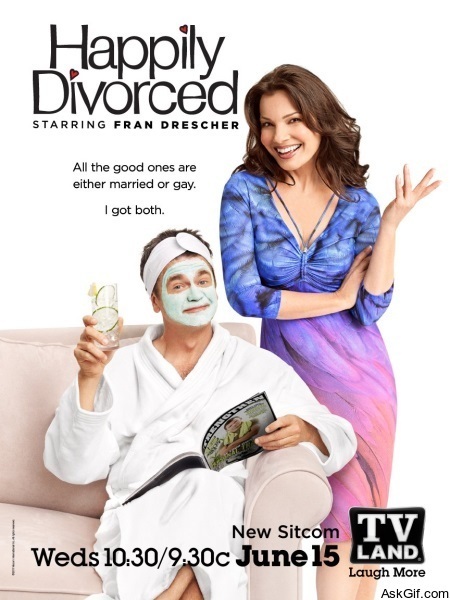 Happily
Divorced
STARRING FRAN DRESCHER
All the good ones are
either married or gay.
I got both.
New Sitcom
Weds 10:30/9:30c June 15
TV
LAND
Laugh More
AskGif.com